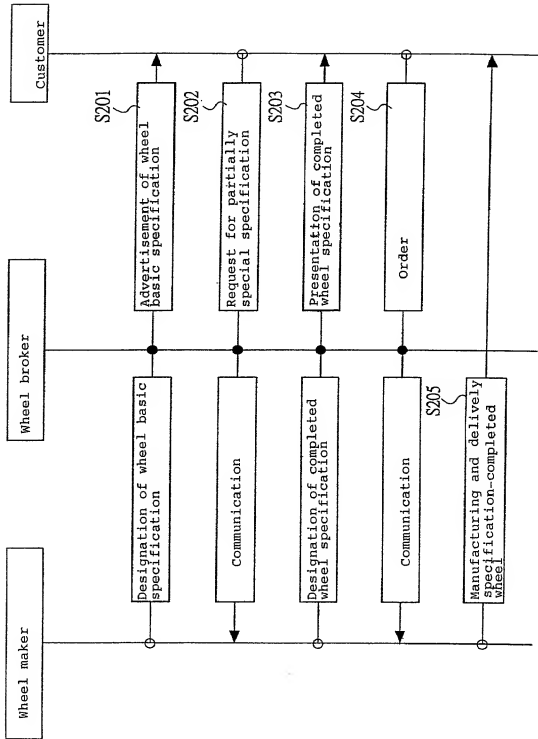 Wheel maker
Wheel broker
Customer
Designation of wheel basic
specification
S201
Advertisement of wheel
basic specification
Communication
S202
Request for partially
special specification
Designation of completed
wheel specification
S203
Presentation of completed
wheel specification
Communication
S204
Order
S205
Manufacturing and delively
specification-completed
wheel